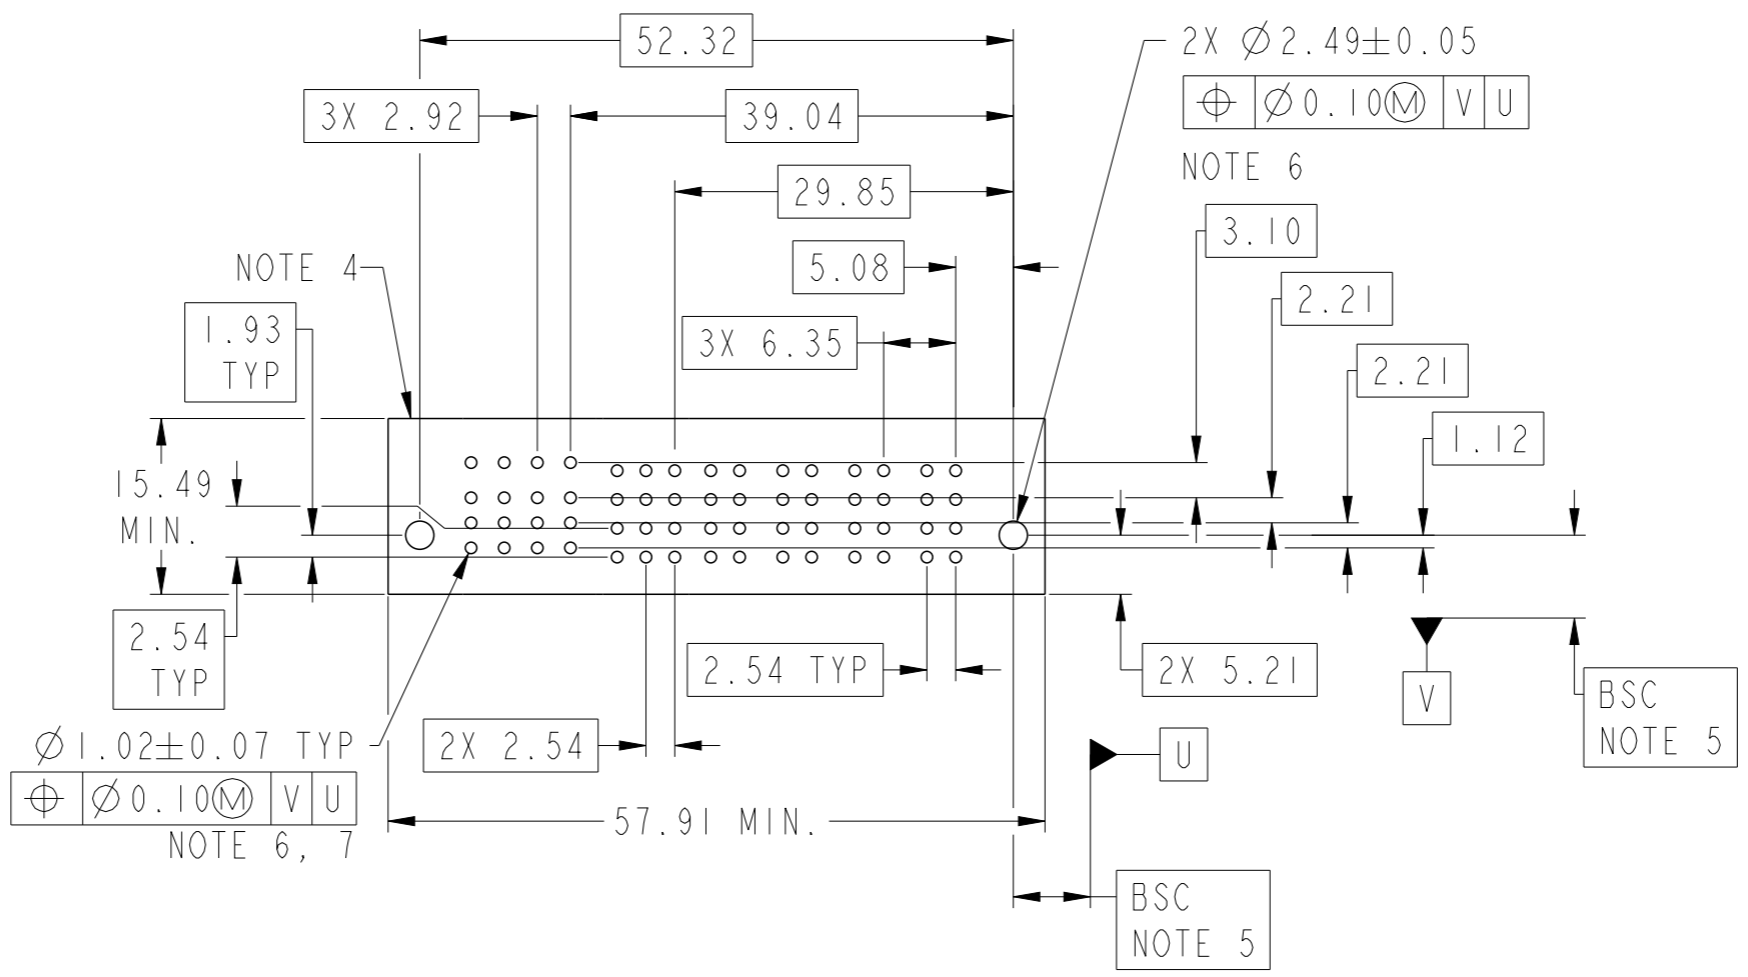 52.32
2X ∅2.49±0.05
3X 2.92
39.04
⌖ ∅0.10Ⓜ V U
NOTE 6
29.85
3.10
NOTE 4
5.08
2.21
1.93
TYP
3X 6.35
2.21
1.12
15.49
MIN.
2.54
TYP
2.54 TYP
2X 5.21
V
BSC
NOTE 5
∅1.02±0.07 TYP
2X 2.54
U
⌖ ∅0.10Ⓜ V U
NOTE 6, 7
57.91 MIN.
BSC
NOTE 5